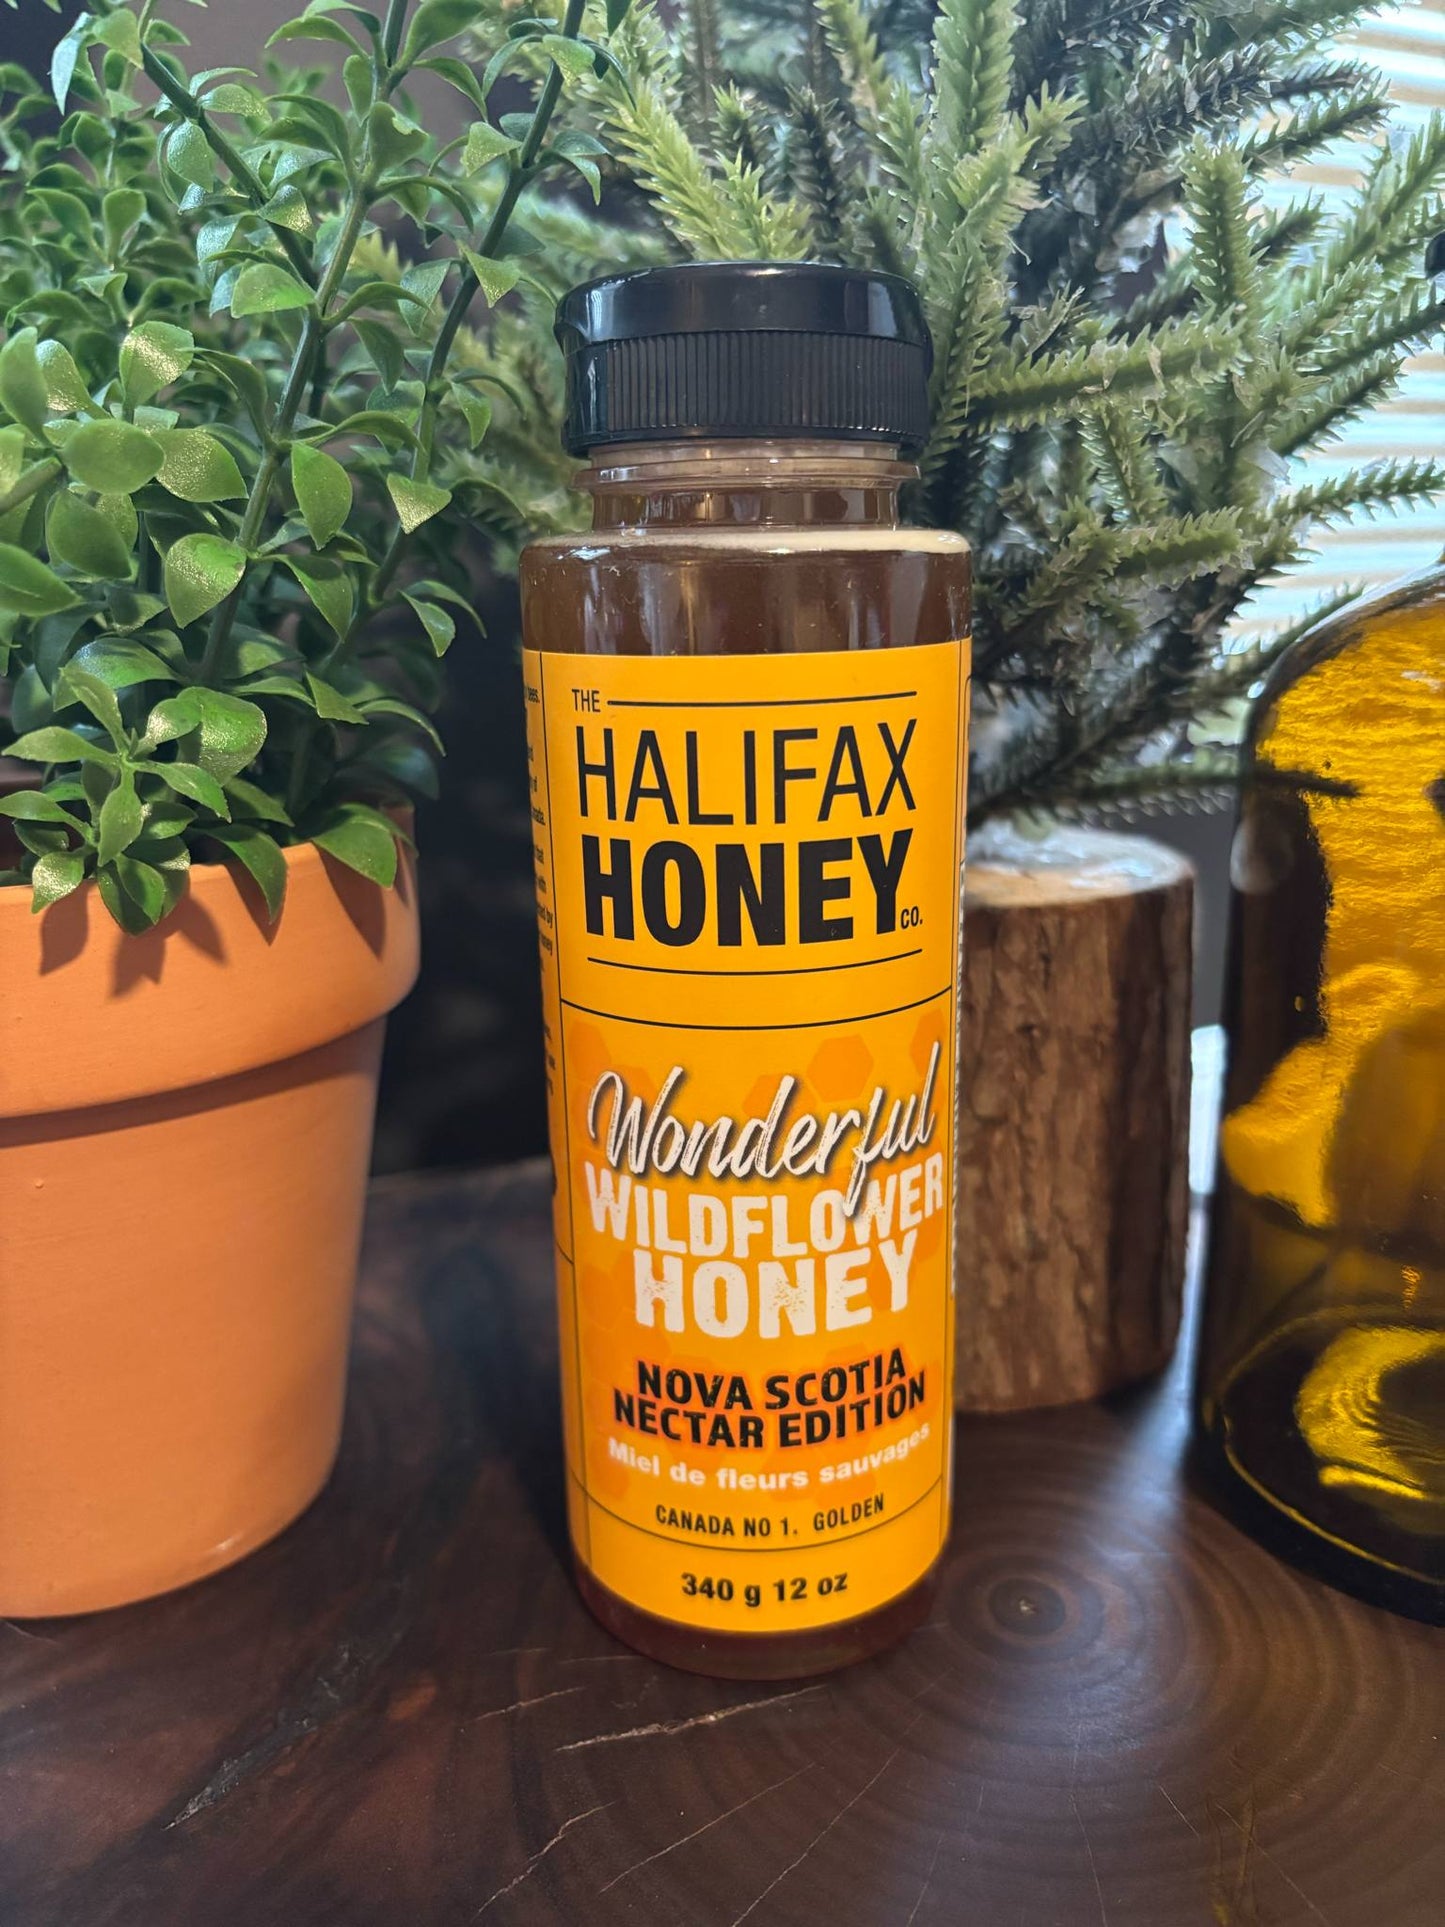 THE
HALIFAX
HONEY CO.
Wonderful
WILDFLOWER
HONEY
NOVA SCOTIA
NECTAR EDITION
Miel de fleurs sauvages
CANADA NO 1. GOLDEN
340 g 12 oz